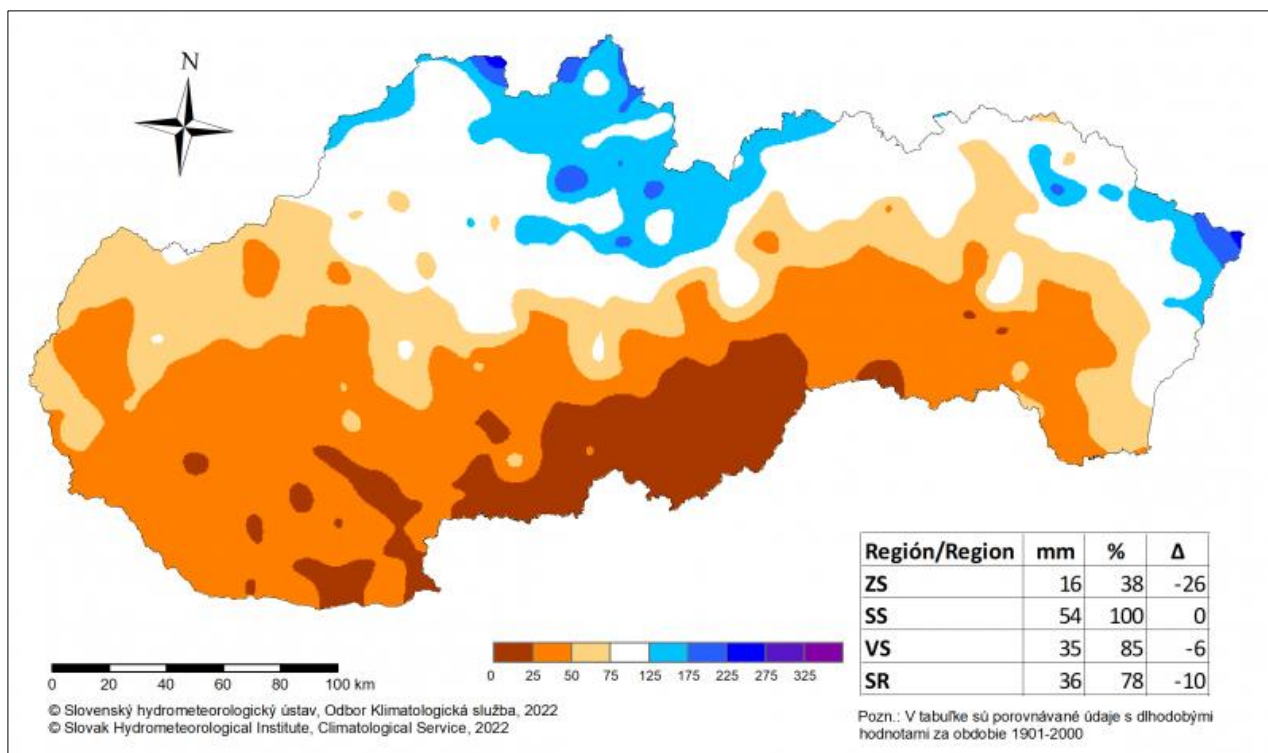 N
Región/Region mm % Δ
ZS 16 38 -26
SS 54 100 0
VS 35 85 -6
SR 36 78 -10
0 25 50 75 125 175 225 275 325
0 20 40 60 80 100 km
© Slovenský hydrometeorologický ústav, Odbor Klimatologická služba, 2022
© Slovak Hydrometeorological Institute, Climatological Service, 2022
Pozn.: V tabuľke sú porovnávané údaje s dlhodobými
hodnotami za obdobie 1901-2000